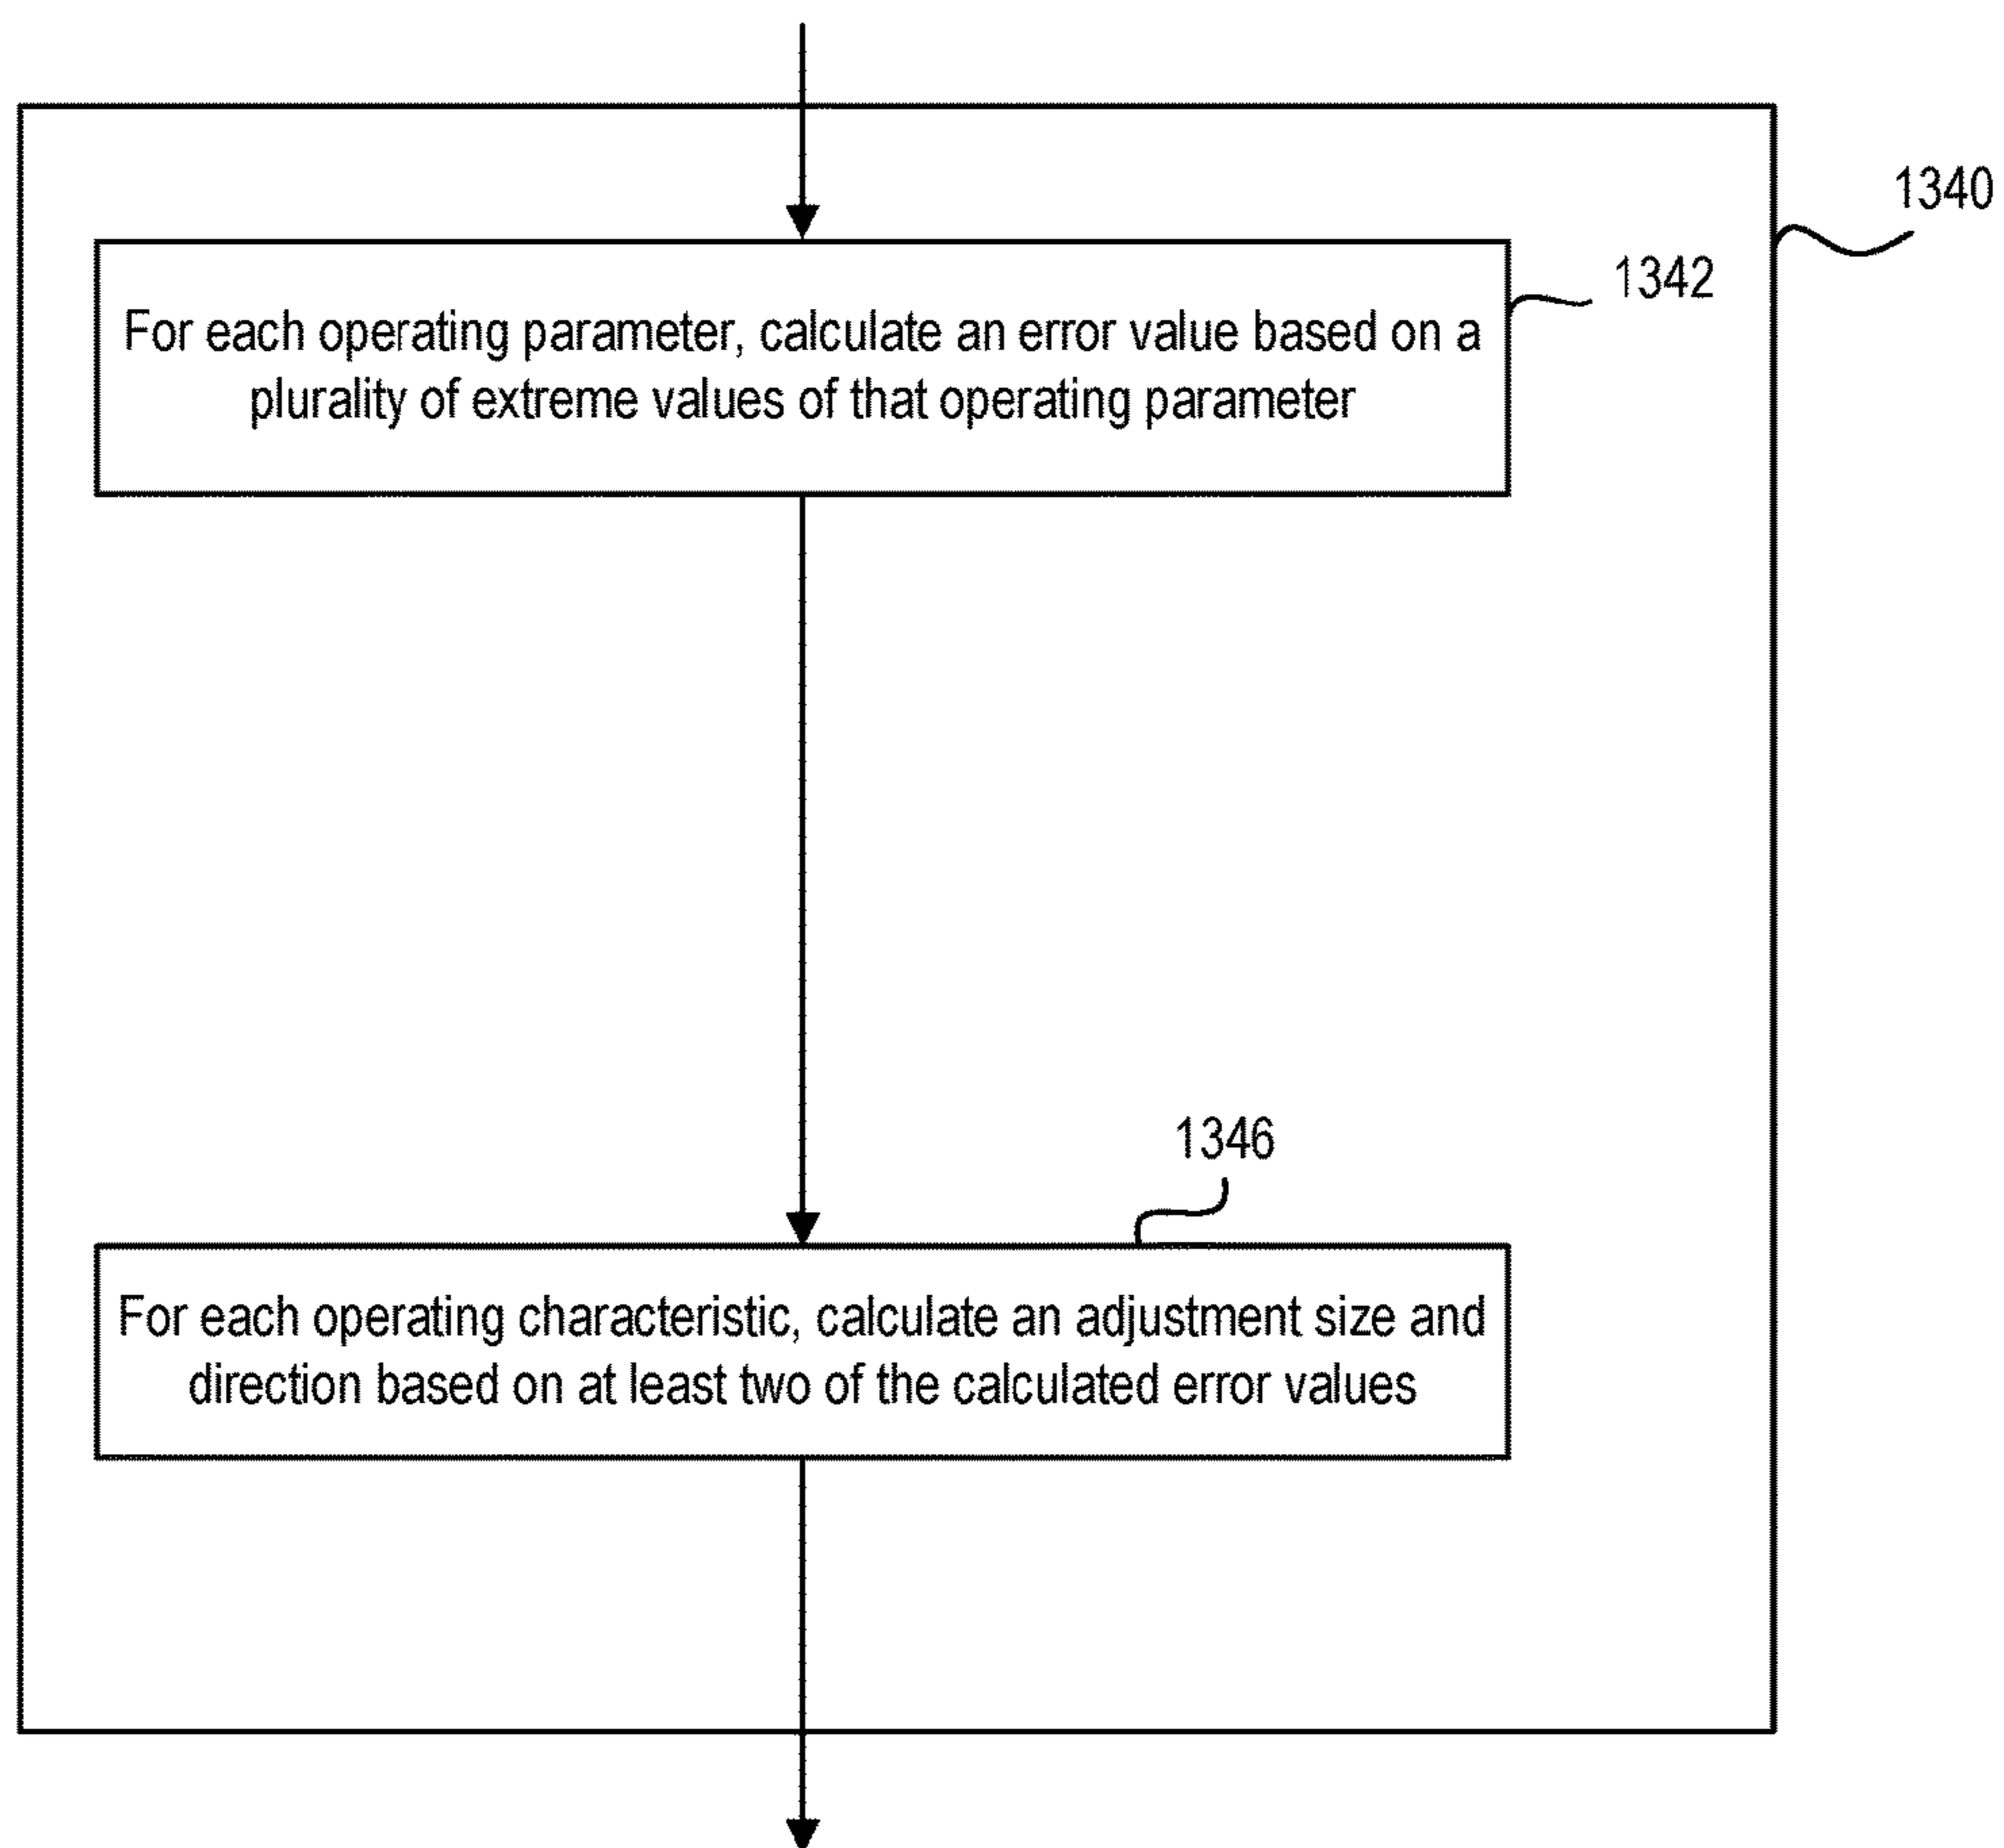 1340
1342
For each operating parameter, calculate an error value based on a
plurality of extreme values of that operating parameter
1346
For each operating characteristic, calculate an adjustment size and
direction based on at least two of the calculated error values